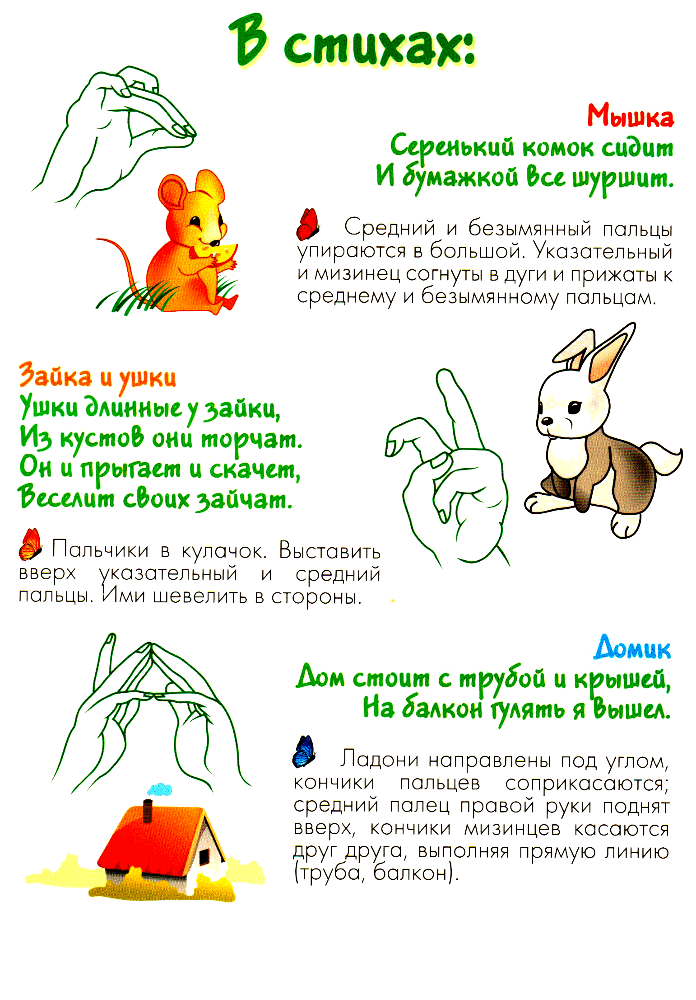 В стихах:
Мышка
Серенький комок сидит
И бумажкой все шуршит.
Средний и безымянный пальцы
упираются в большой. Указательный
и мизинец согнуты в дуги и прижаты к
среднему и безымянному пальцам.
Зайка и ушки
Ушки длинные у зайки,
Из кустов они торчат.
Он и прыгает и скачет,
Веселит своих зайчат.
Пальчики в кулачок. Выставить
вверх указательный и средний
пальцы. Ими шевелить в стороны.
Домик
Дом стоит с трубой и крышей,
На балкон гулять я вышел.
Ладони направлены под углом,
кончики пальцев соприкасаются;
средний палец правой руки поднят
вверх, кончики мизинцев касаются
друг друга, выполняя прямую линию
(труба, балкон).